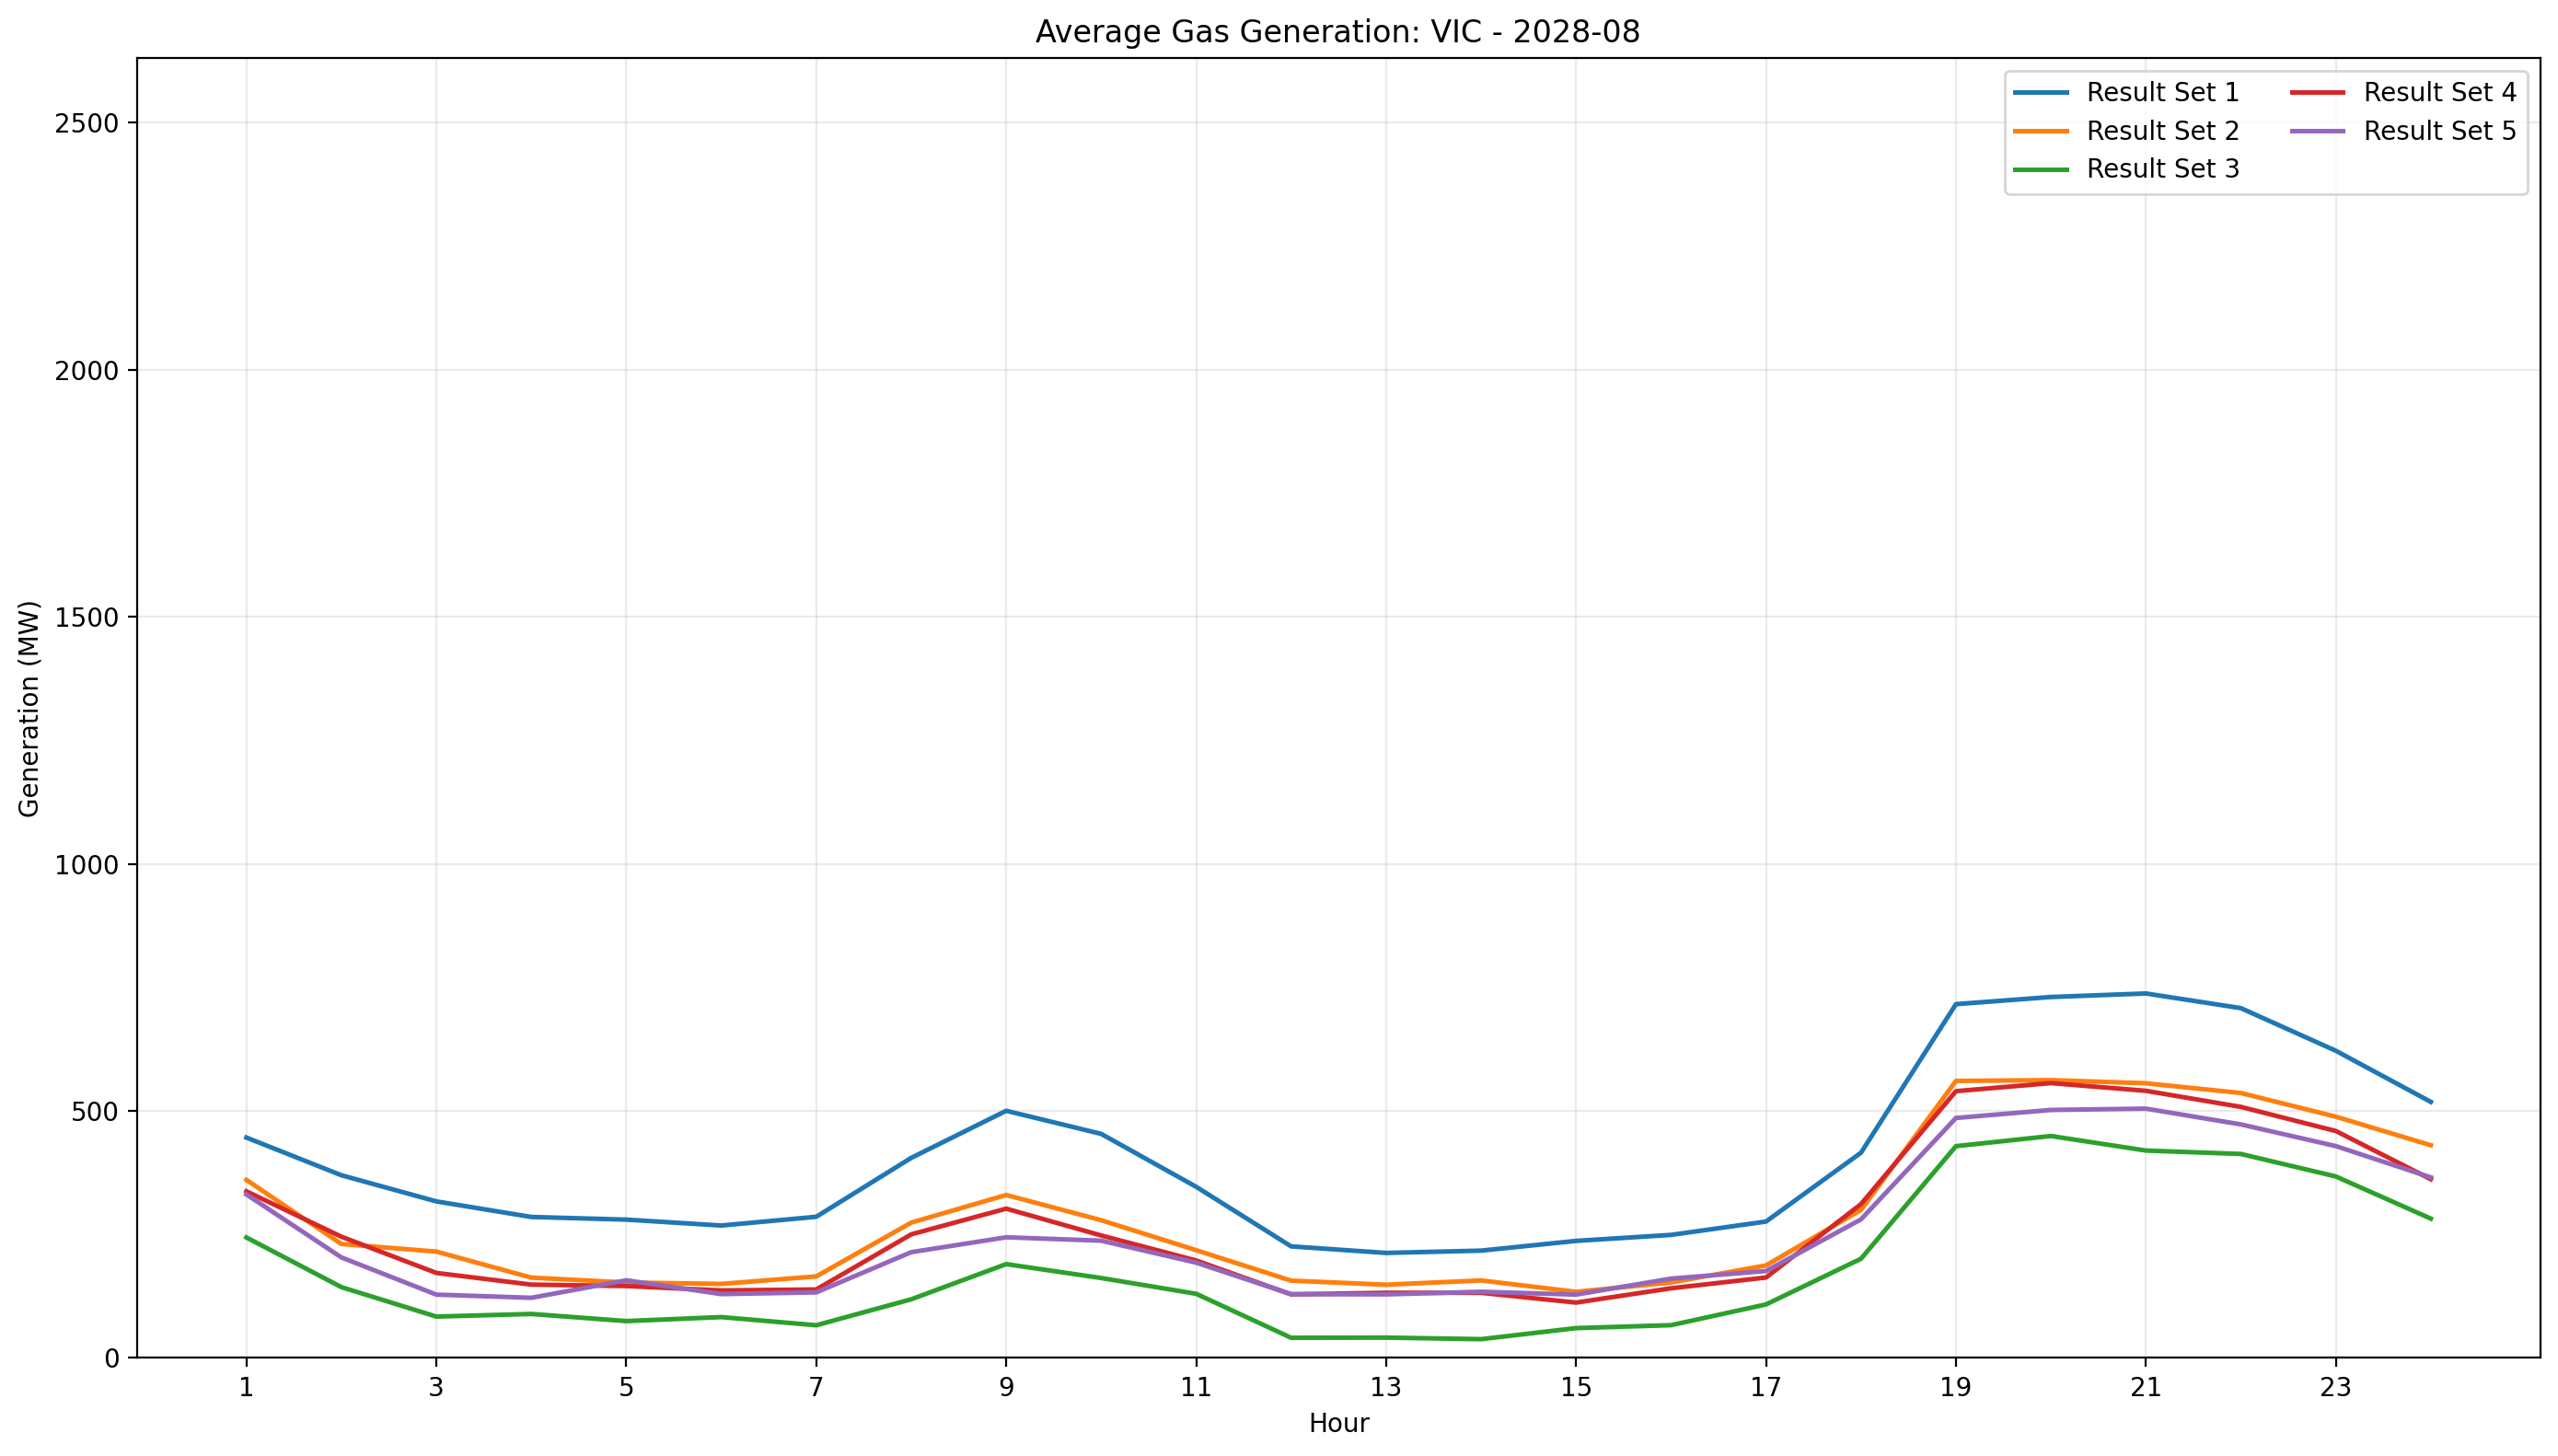 Average Gas Generation: VIC - 2028-08
Result Set 1
Result Set 2
Result Set 3
Result Set 4
Result Set 5
2500
2000
1500
1000
500
0
Generation (MW)
1 3 5 7 9 11 13 15 17 19 21 23
Hour